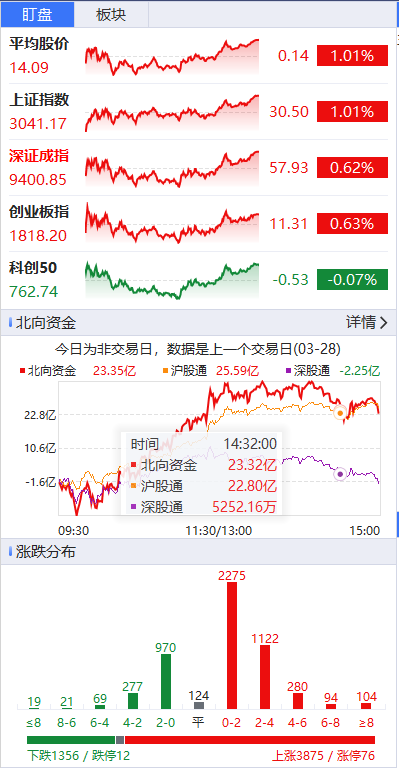 盯盘 板块
平均股价 0.14 1.01%
14.09
上证指数 30.50 1.01%
3041.17
深证成指 57.93 0.62%
9400.85
创业板指 11.31 0.63%
1818.20
科创50 -0.53 -0.07%
762.74
北向资金 详情
今日为非交易日，数据是上一个交易日(03-28)
北向资金 23.35亿 沪股通 25.59亿 深股通 -2.25亿
22.8亿
10.6亿
-1.6亿
时间 14:32:00
北向资金 23.32亿
沪股通 22.80亿
深股通 5252.16万
09:30 11:30/13:00 15:00
涨跌分布
19 21 69 277 970 124 2275 1122 280 94 104
≤8 8-6 6-4 4-2 2-0 平 0-2 2-4 4-6 6-8 ≥8
下跌1356 / 跌停12 上涨3875 / 涨停76